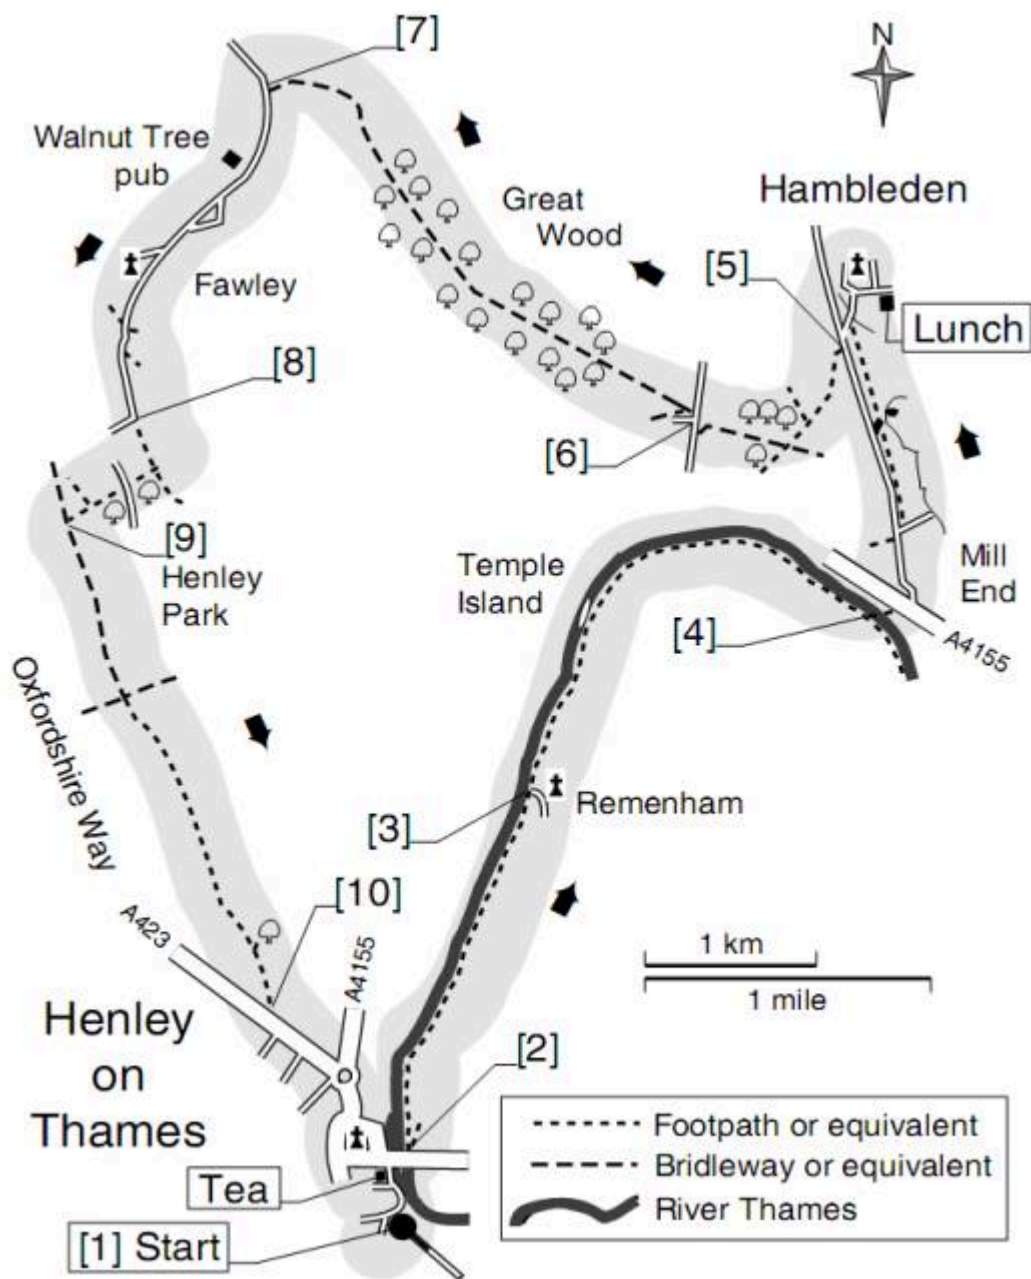 [7]
N
Walnut Tree
pub
Great
Wood
Hambleden
[5]
Fawley
Lunch
[8]
[6]
[9]
Henley
Park
Temple
Island
Mill
End
[4]
A4155
Oxfordshire Way
[3]
Remenham
[10]
A423
A4155
1 km
1 mile
Henley
on
Thames
[2]
Footpath or equivalent
Bridleway or equivalent
River Thames
Tea
[1] Start